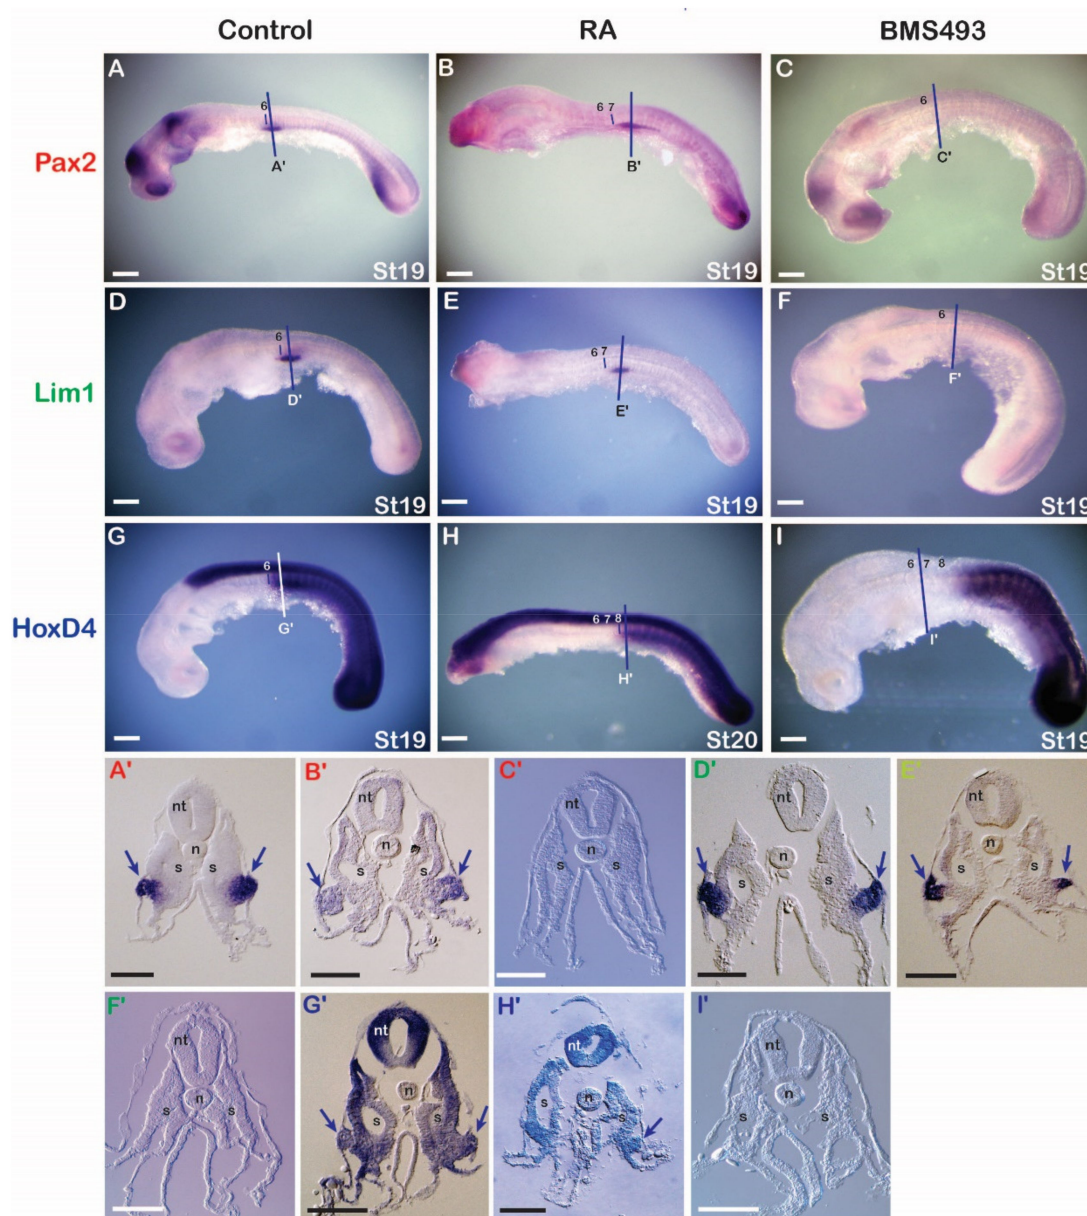 Control RA BMS493
A B C
6 6 7 6
Pax2
A' B' C'
St19 St19 St19
D E F
6 6 7 6
Lim1
D' E' F'
St19 St19 St19
G H I
6 6 7 8 6 7 8
HoxD4
G' H' I'
St19 St20 St19
A' B' C' D' E'
nt nt nt nt nt
n n n n n
s s s s s s s s s
F' G' H' I'
nt nt nt nt
n n n n
s s s s s s s s